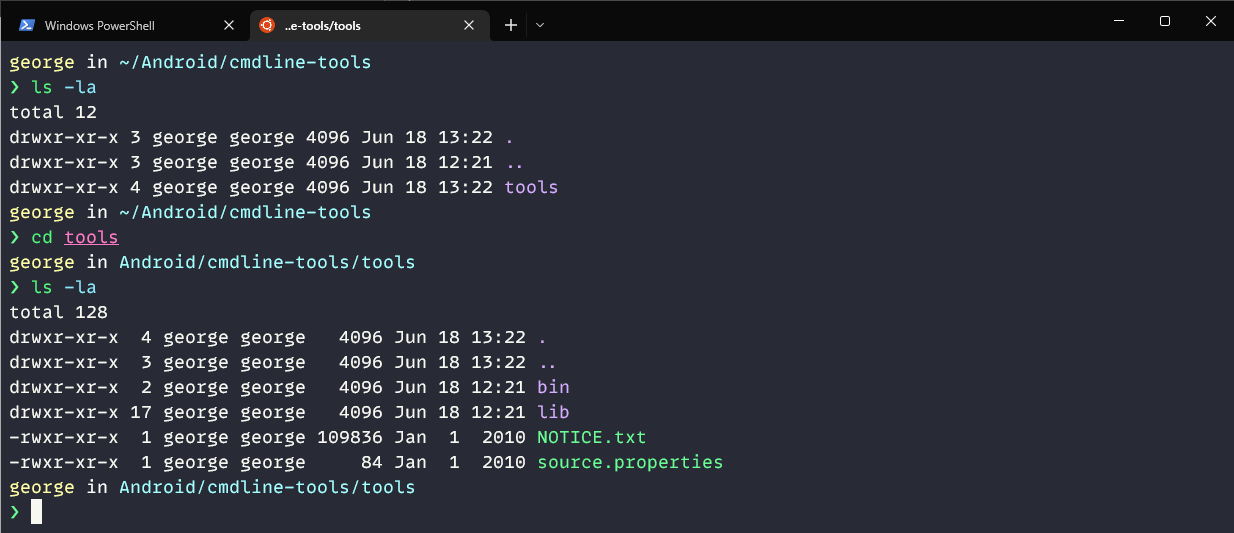 Windows PowerShell
..e-tools/tools
george in ~/Android/cmdline-tools
❯ ls -la
total 12
drwxr-xr-x 3 george george 4096 Jun 18 13:22 .
drwxr-xr-x 3 george george 4096 Jun 18 12:21 ..
drwxr-xr-x 4 george george 4096 Jun 18 13:22 tools
george in ~/Android/cmdline-tools
❯ cd tools
george in Android/cmdline-tools/tools
❯ ls -la
total 128
drwxr-xr-x  4 george george   4096 Jun 18 13:22 .
drwxr-xr-x  3 george george   4096 Jun 18 13:22 ..
drwxr-xr-x  2 george george   4096 Jun 18 12:21 bin
drwxr-xr-x 17 george george   4096 Jun 18 12:21 lib
-rwxr-xr-x  1 george george 109836 Jan  1  2010 NOTICE.txt
-rwxr-xr-x  1 george george     84 Jan  1  2010 source.properties
george in Android/cmdline-tools/tools
❯